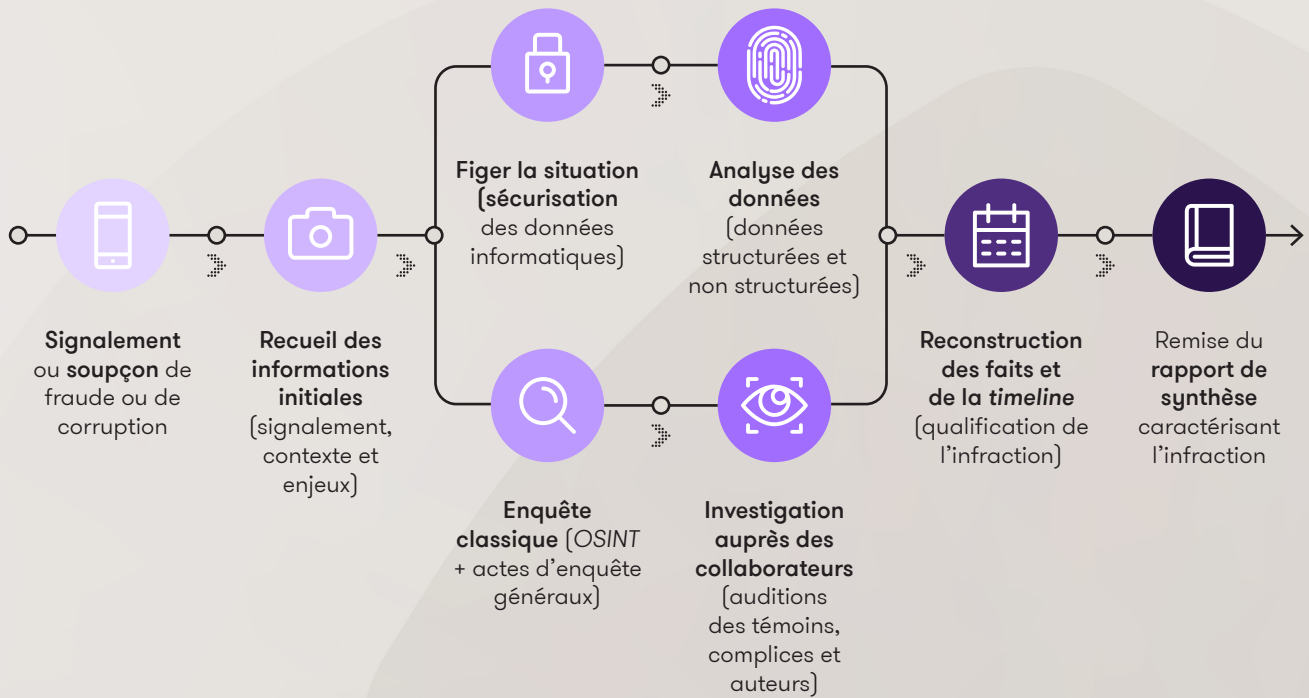 Signalement
ou soupçon de
fraude ou de
corruption
Recueil des
informations
initiales
(signalement,
contexte et
enjeux)
Figer la situation
(sécurisation
des données
informatiques)
Analyse des
données
(données
structurées et
non structurées)
Enquête
classique (OSINT
+ actes d’enquête
généraux)
Investigation
auprès des
collaborateurs
(auditions
des témoins,
complices et
auteurs)
Reconstruction
des faits et
de la timeline
(qualification de
l’infraction)
Remise du
rapport de
synthèse
caractérisant
l’infraction